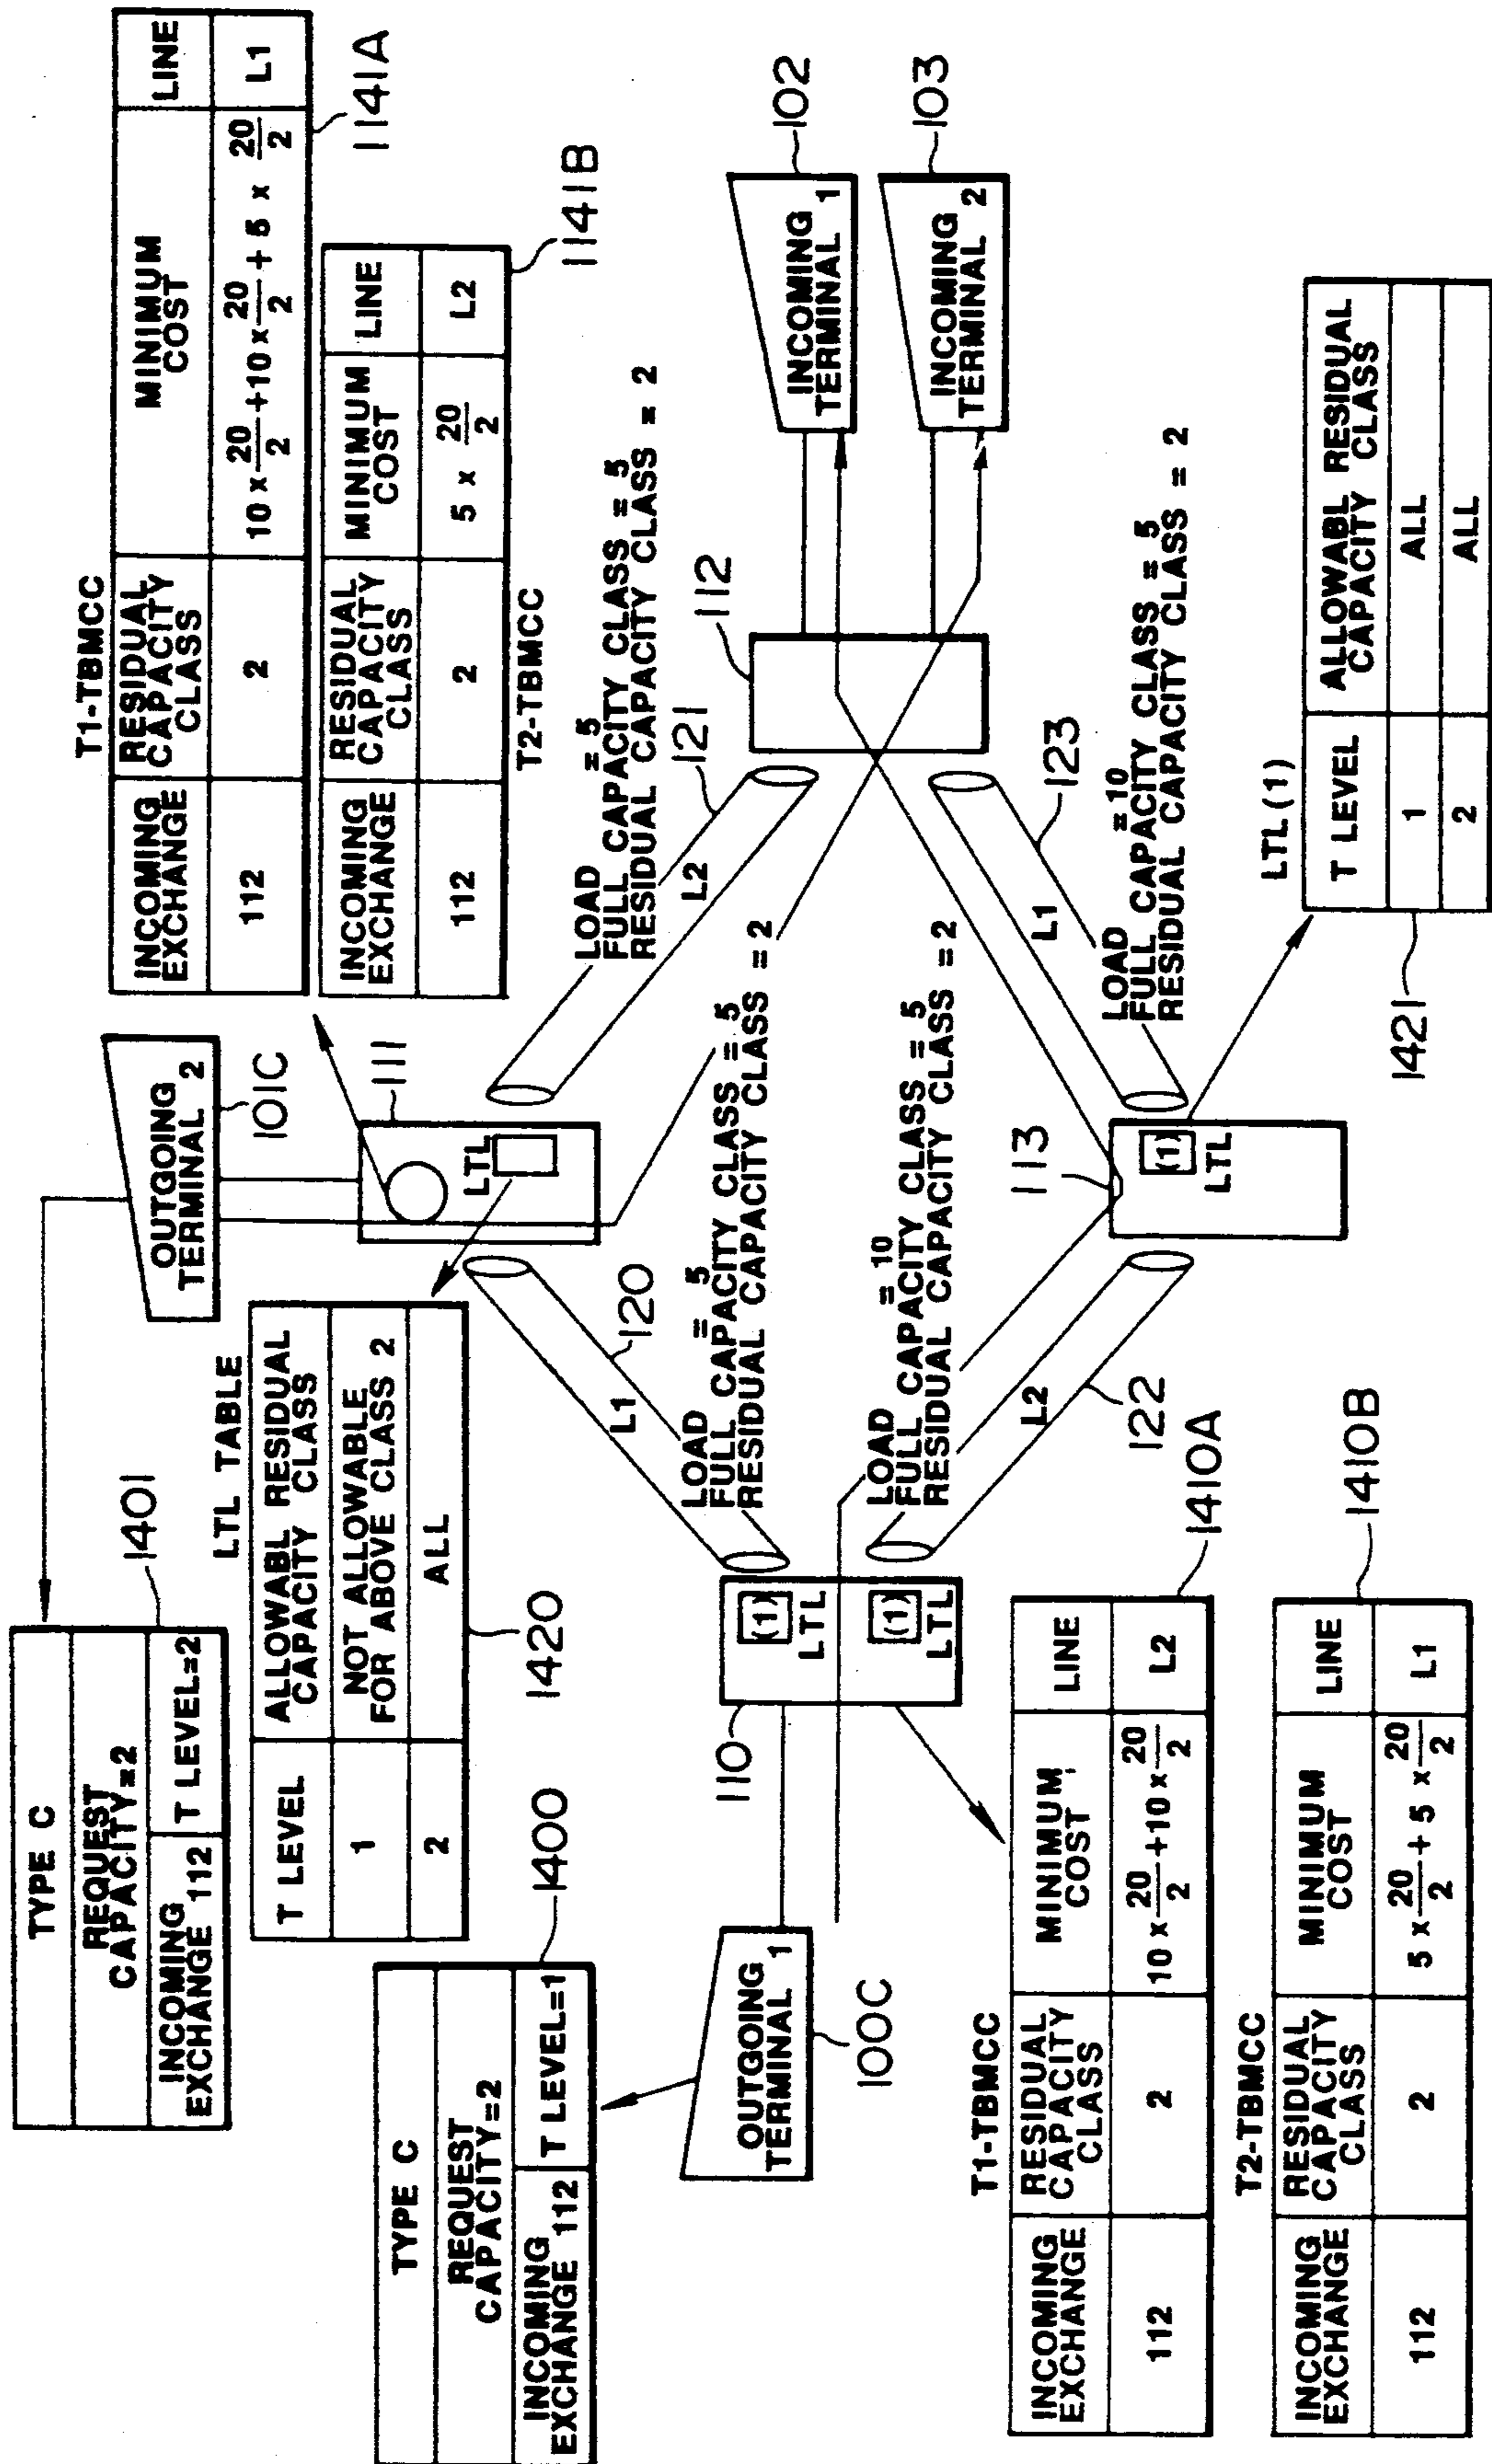 TYPE C
REQUEST
CAPACITY=2
INCOMING
EXCHANGE 112
T LEVEL=2
1401
OUTGOING
TERMINAL 2
101C
T1-TBMCC
INCOMING
EXCHANGE
RESIDUAL
CAPACITY
CLASS
MINIMUM
COST
LINE
112
2
10 x 20/2 +10 x 20/2 + 5 x 20/2
L1
1141A
INCOMING
EXCHANGE
RESIDUAL
CAPACITY
CLASS
MINIMUM
COST
LINE
112
2
5 x 20/2
L2
T2-TBMCC
1141B
LTL TABLE
T LEVEL
ALLOWABL RESIDUAL
CAPACITY CLASS
1
NOT ALLOWABLE
FOR ABOVE CLASS 2
2
ALL
1420
111
LTL
TYPE C
REQUEST
CAPACITY=2
INCOMING
EXCHANGE 112
T LEVEL=1
1400
L1
120
LOAD = 5
FULL CAPACITY CLASS = 5
RESIDUAL CAPACITY CLASS = 2
L2
121
LOAD = 5
FULL CAPACITY CLASS = 5
RESIDUAL CAPACITY CLASS = 2
112
INCOMING
TERMINAL 1
102
INCOMING
TERMINAL 2
103
OUTGOING
TERMINAL 1
100C
110
(1)
LTL
(1)
LTL
LOAD = 10
FULL CAPACITY CLASS = 5
RESIDUAL CAPACITY CLASS = 2
L2
122
113
(1)
LTL
L1
123
LOAD = 10
FULL CAPACITY CLASS = 5
RESIDUAL CAPACITY CLASS = 2
T1-TBMCC
INCOMING
EXCHANGE
RESIDUAL
CAPACITY
CLASS
MINIMUM
COST
LINE
112
2
10 x 20/2 +10 x 20/2
L2
1410A
T2-TBMCC
INCOMING
EXCHANGE
RESIDUAL
CAPACITY
CLASS
MINIMUM
COST
LINE
112
2
5 x 20/2 + 5 x 20/2
L1
1410B
LTL(1)
T LEVEL
ALLOWABL RESIDUAL
CAPACITY CLASS
1
ALL
2
ALL
1421